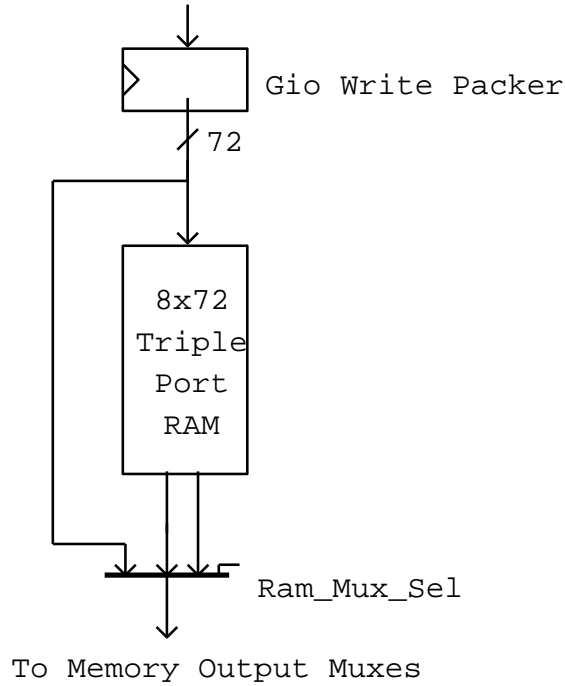 Gio Write Packer
72
8x72
Triple
Port
RAM
Ram_Mux_Sel
To Memory Output Muxes